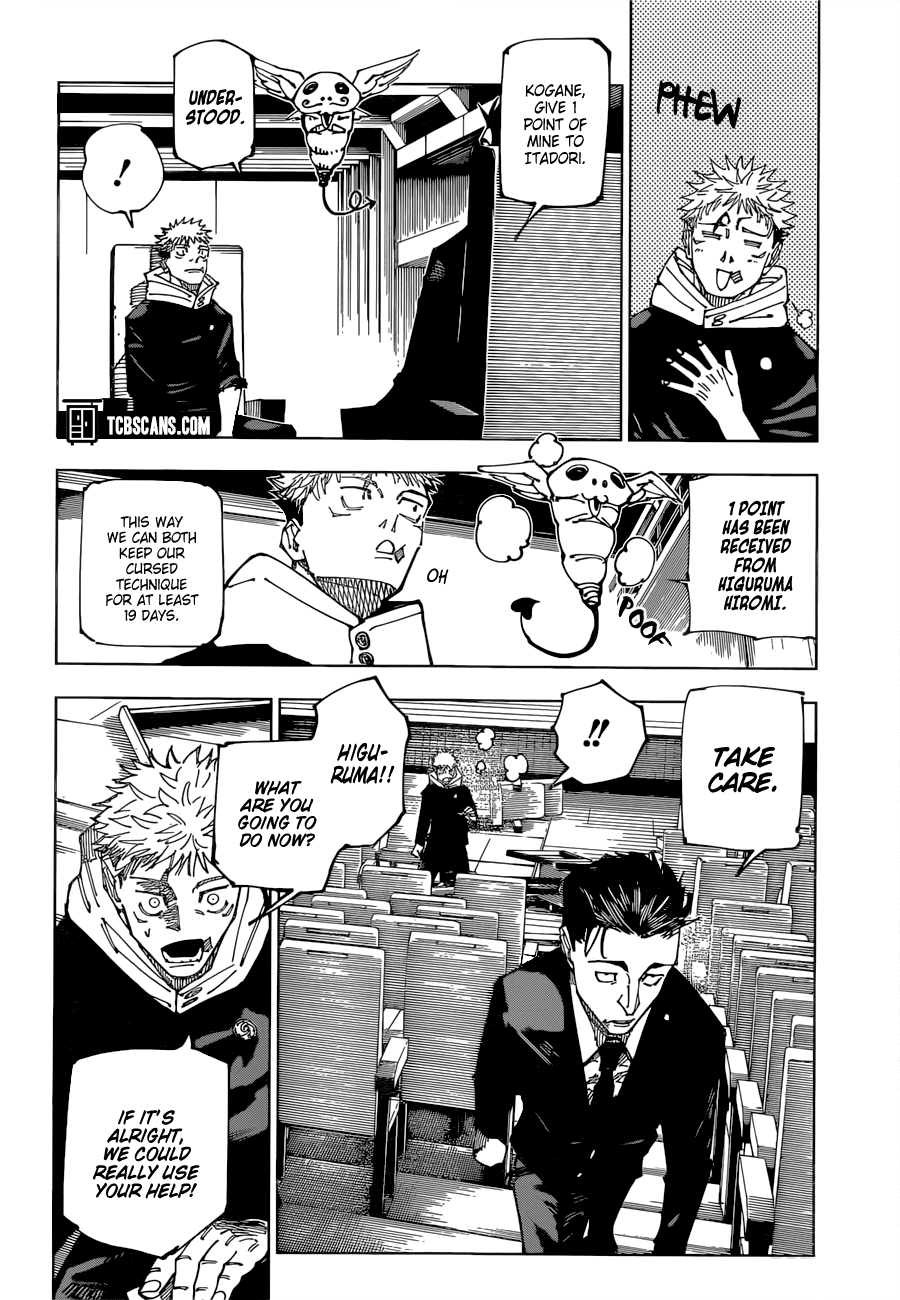 PHEW
KOGANE,
GIVE 1
POINT OF
MINE TO
ITADORI.
UNDER-
STOOD.
!
TCBSCANS.COM
1 POINT
HAS BEEN
RECEIVED
FROM
HIGURUMA
HIROMI.
POOF
OH
THIS WAY
WE CAN BOTH
KEEP OUR
CURSED
TECHNIQUE
FOR AT LEAST
19 DAYS.
TAKE
CARE.
!!
HIGU-
RUMA!!
WHAT
ARE YOU
GOING TO
DO NOW?
IF IT'S
ALRIGHT,
WE COULD
REALLY USE
YOUR HELP!